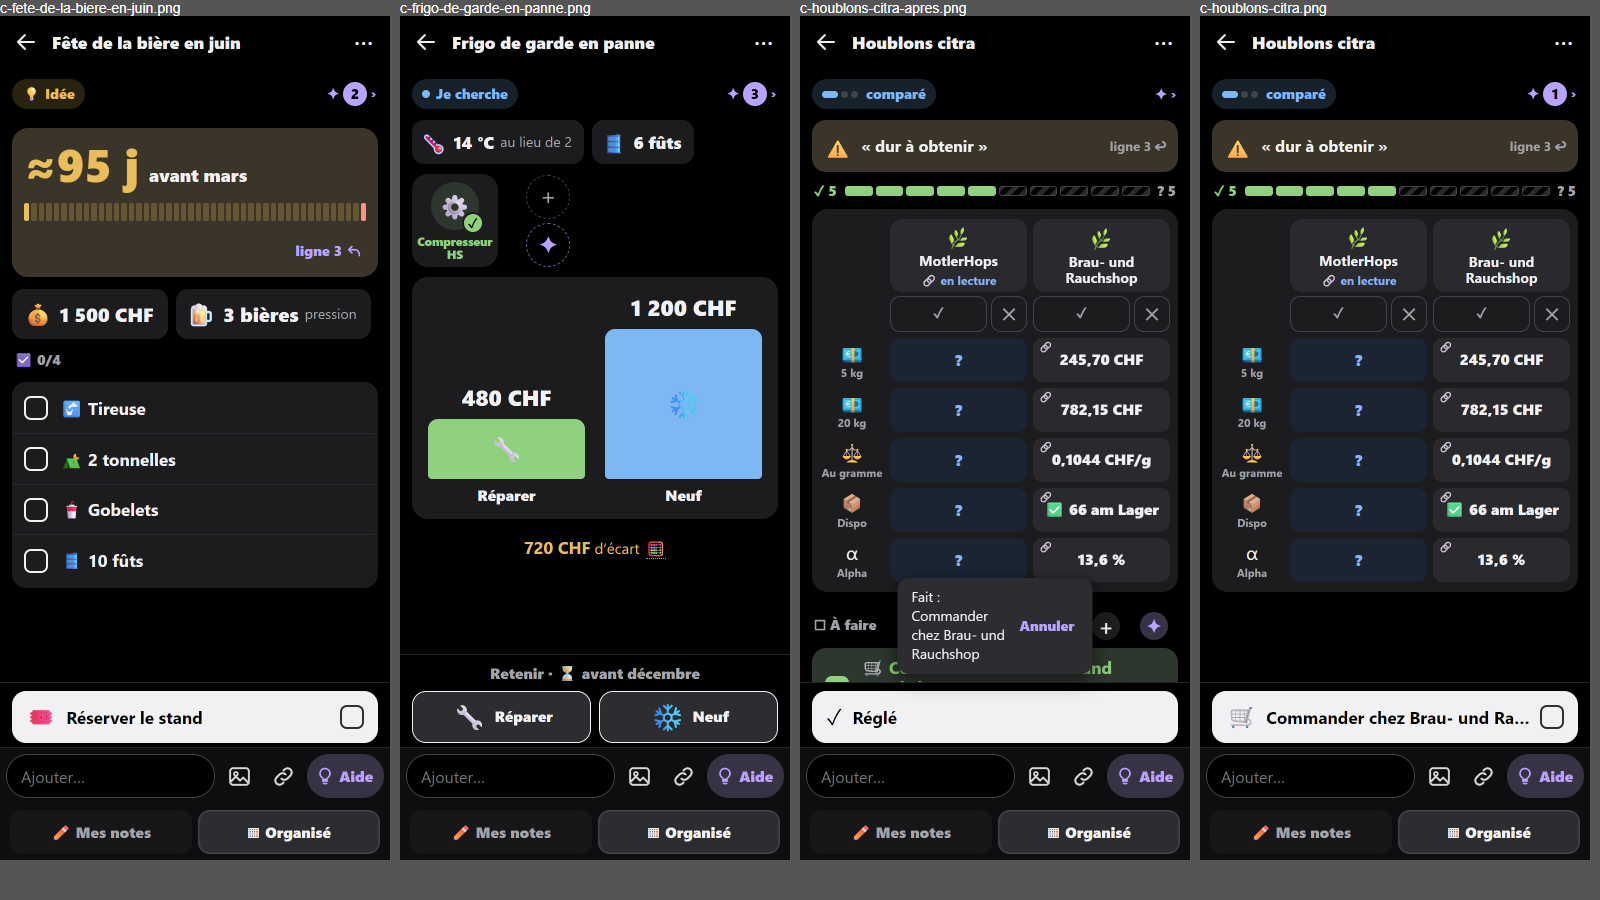 c-fete-de-la-biere-en-juin.png
Fête de la bière en juin
Idée
2
≈95 j avant mars
ligne 3
1 500 CHF
3 bières pression
0/4
Tireuse
2 tonnelles
Gobelets
10 fûts
Réserver le stand
Ajouter...
Aide
Mes notes
Organisé
c-frigo-de-garde-en-panne.png
Frigo de garde en panne
Je cherche
3
14 °C au lieu de 2
6 fûts
Compresseur
HS
1 200 CHF
480 CHF
Réparer
Neuf
720 CHF d'écart
Retenir · avant décembre
Réparer
Neuf
Ajouter...
Aide
Mes notes
Organisé
c-houblons-citra-apres.png
Houblons citra
comparé
« dur à obtenir »
ligne 3
✓ 5
? 5
MotlerHops
en lecture
Brau- und
Rauchshop
5 kg
?
245,70 CHF
20 kg
?
782,15 CHF
Au gramme
?
0,1044 CHF/g
Dispo
?
66 am Lager
α
Alpha
?
13,6 %
À faire
Fait :
Commander
chez Brau- und
Rauchshop
Annuler
Réglé
Ajouter...
Aide
Mes notes
Organisé
c-houblons-citra.png
Houblons citra
comparé
1
« dur à obtenir »
ligne 3
✓ 5
? 5
MotlerHops
en lecture
Brau- und
Rauchshop
5 kg
?
245,70 CHF
20 kg
?
782,15 CHF
Au gramme
?
0,1044 CHF/g
Dispo
?
66 am Lager
α
Alpha
?
13,6 %
Commander chez Brau- und Ra...
Ajouter...
Aide
Mes notes
Organisé